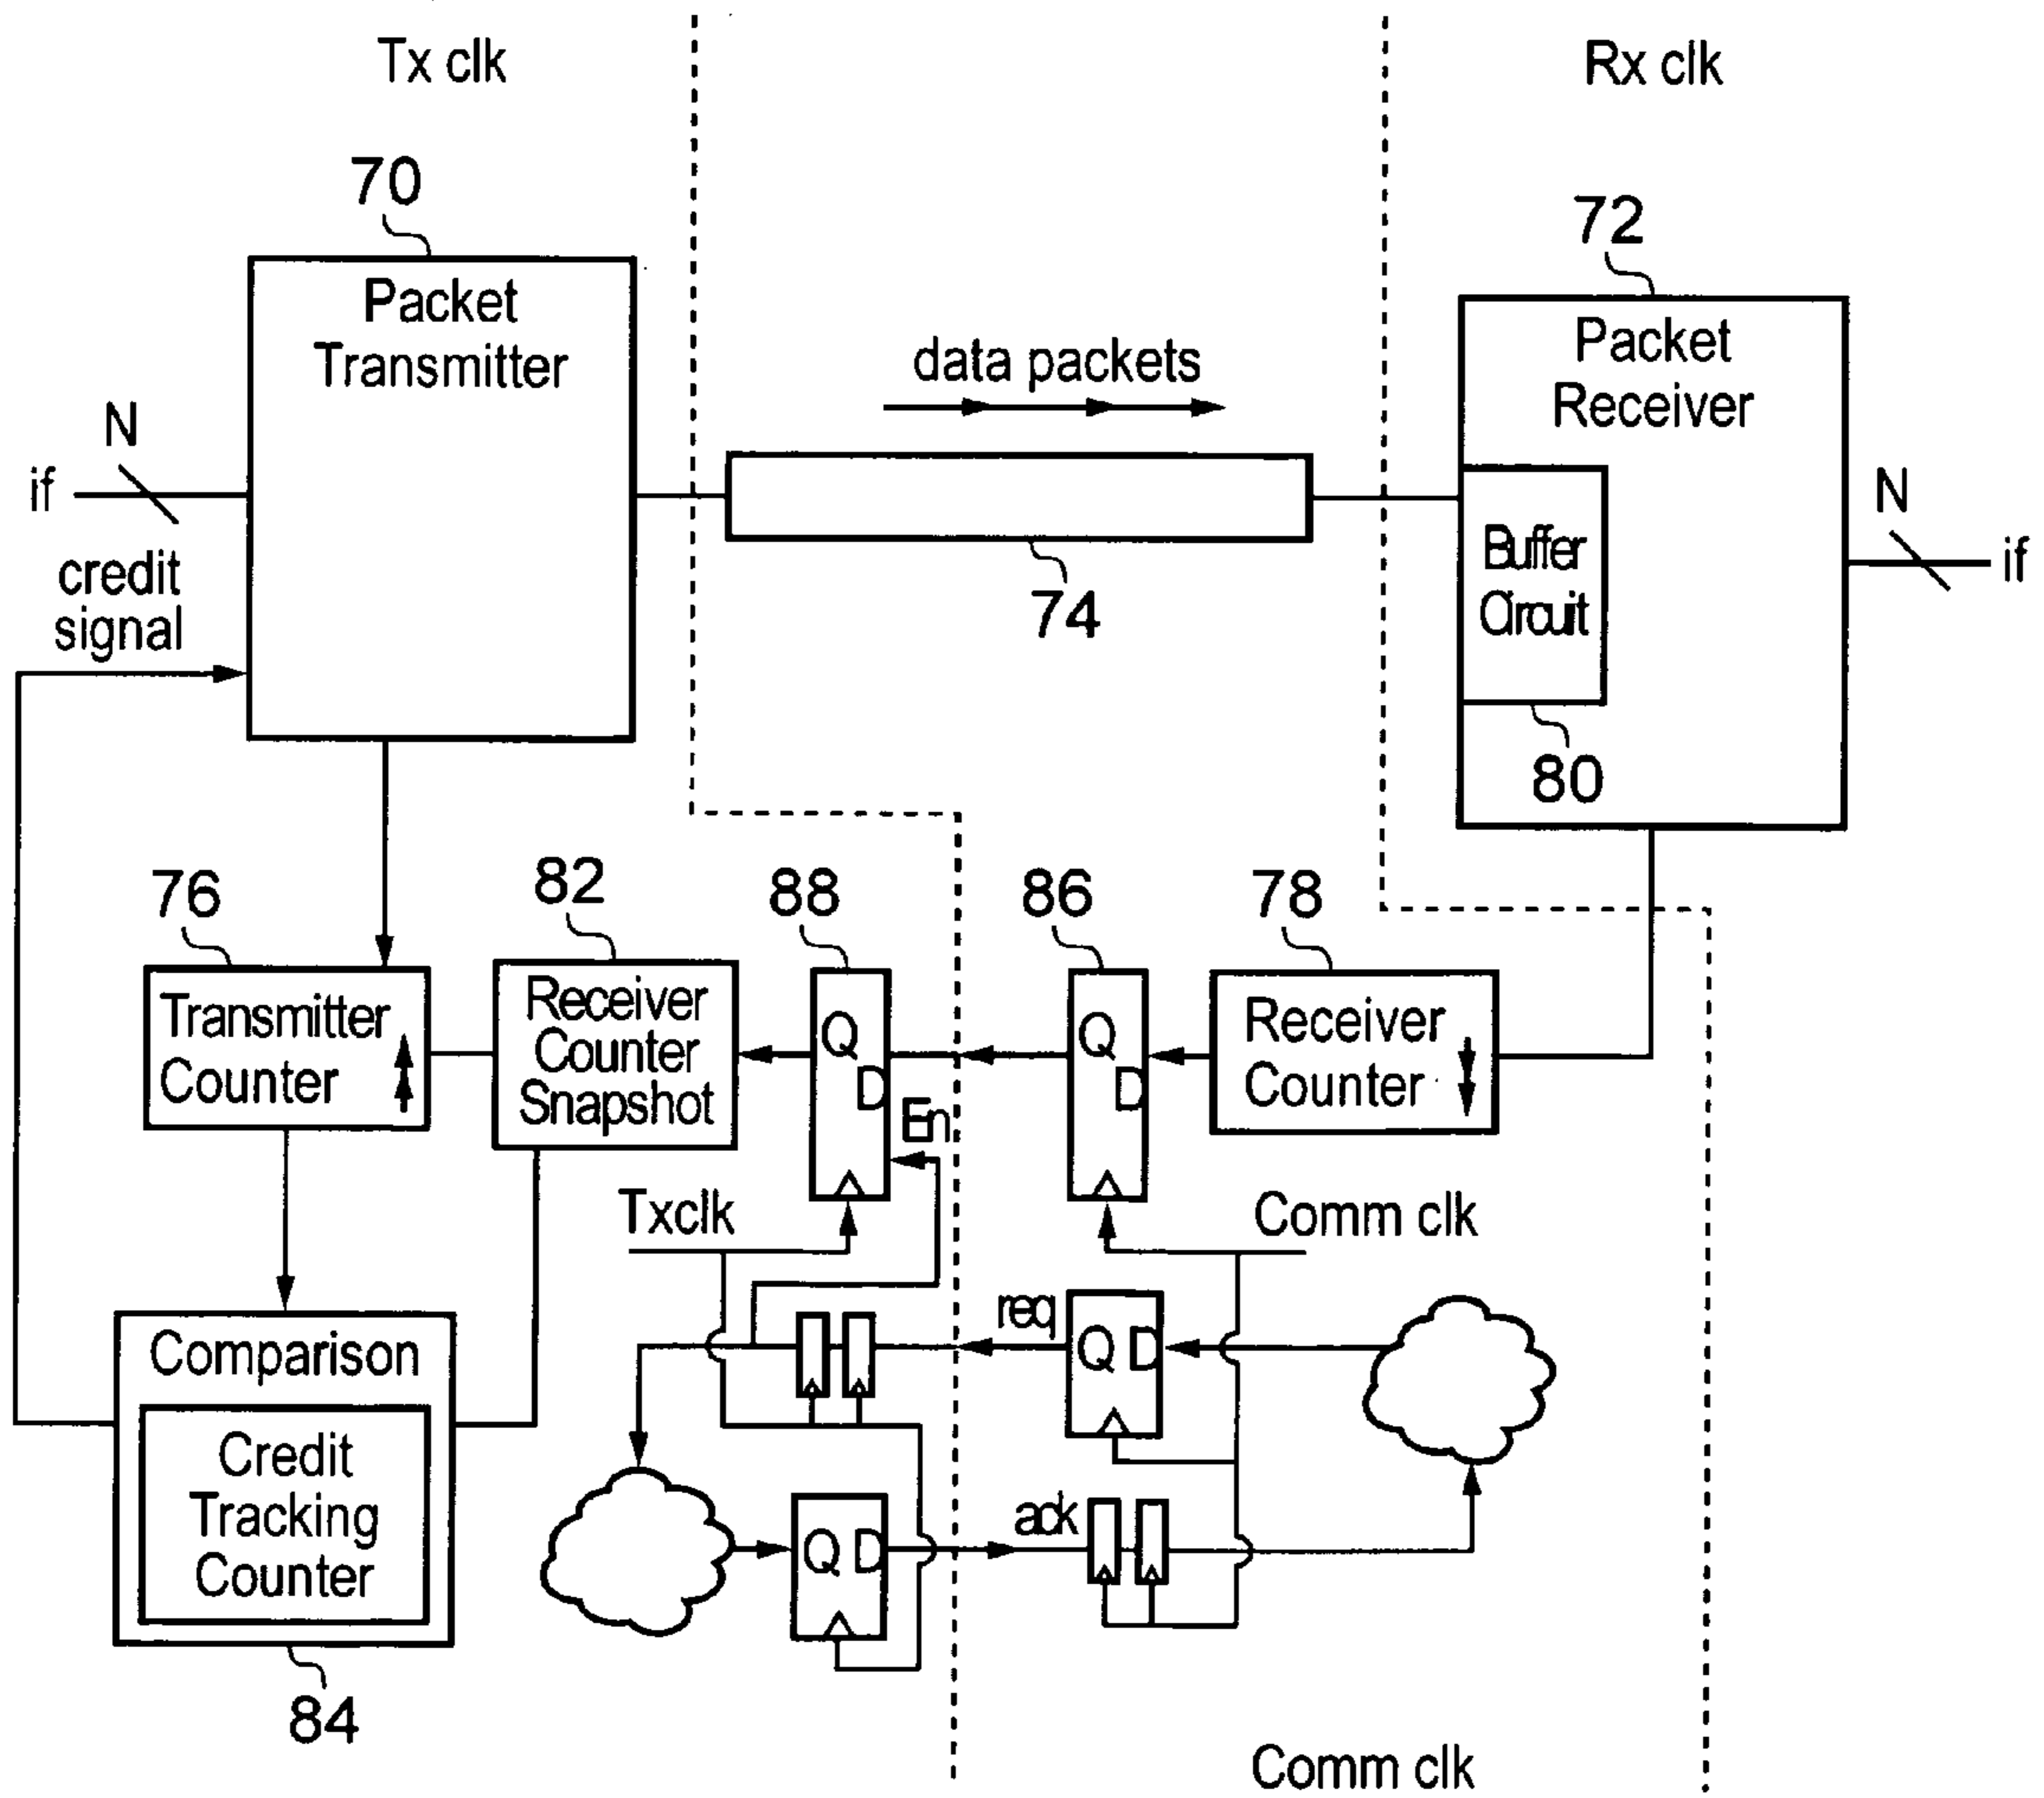 Tx clk
Rx clk
70
72
Packet
Transmitter
Packet
Receiver
data packets
N
if
N
if
credit
signal
Buffer
Circuit
74
80
76
82
88
86
78
Transmitter
Counter
Receiver
Counter
Snapshot
Q
D
En
Q
D
Receiver
Counter
Txclk
Comm clk
req
Q D
Comparison
Credit
Tracking
Counter
Q D
ack
84
Comm clk